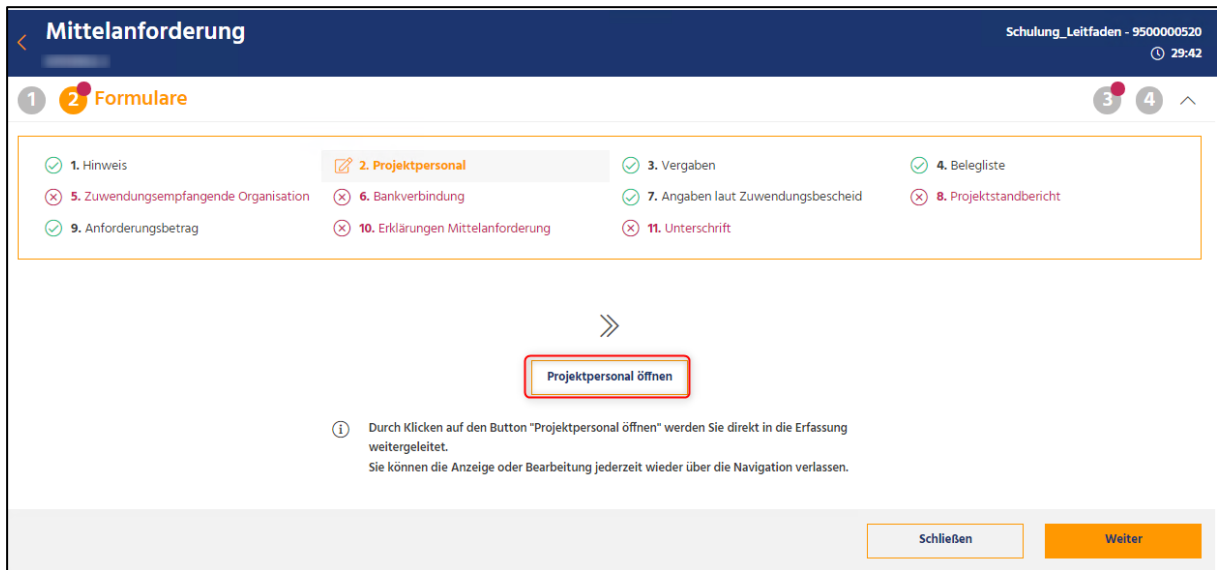 Mittelanforderung
Schulung_Leitfaden - 9500000520
29:42
1 2 Formulare 3 4
1. Hinweis 2. Projektpersonal 3. Vergaben 4. Belegliste
5. Zuwendungsempfangende Organisation 6. Bankverbindung 7. Angaben laut Zuwendungsbescheid 8. Projektstandbericht
9. Anforderungsbetrag 10. Erklärungen Mittelanforderung 11. Unterschrift
Projektpersonal öffnen
Durch Klicken auf den Button "Projektpersonal öffnen" werden Sie direkt in die Erfassung
weitergeleitet.
Sie können die Anzeige oder Bearbeitung jederzeit wieder über die Navigation verlassen.
Schließen Weiter